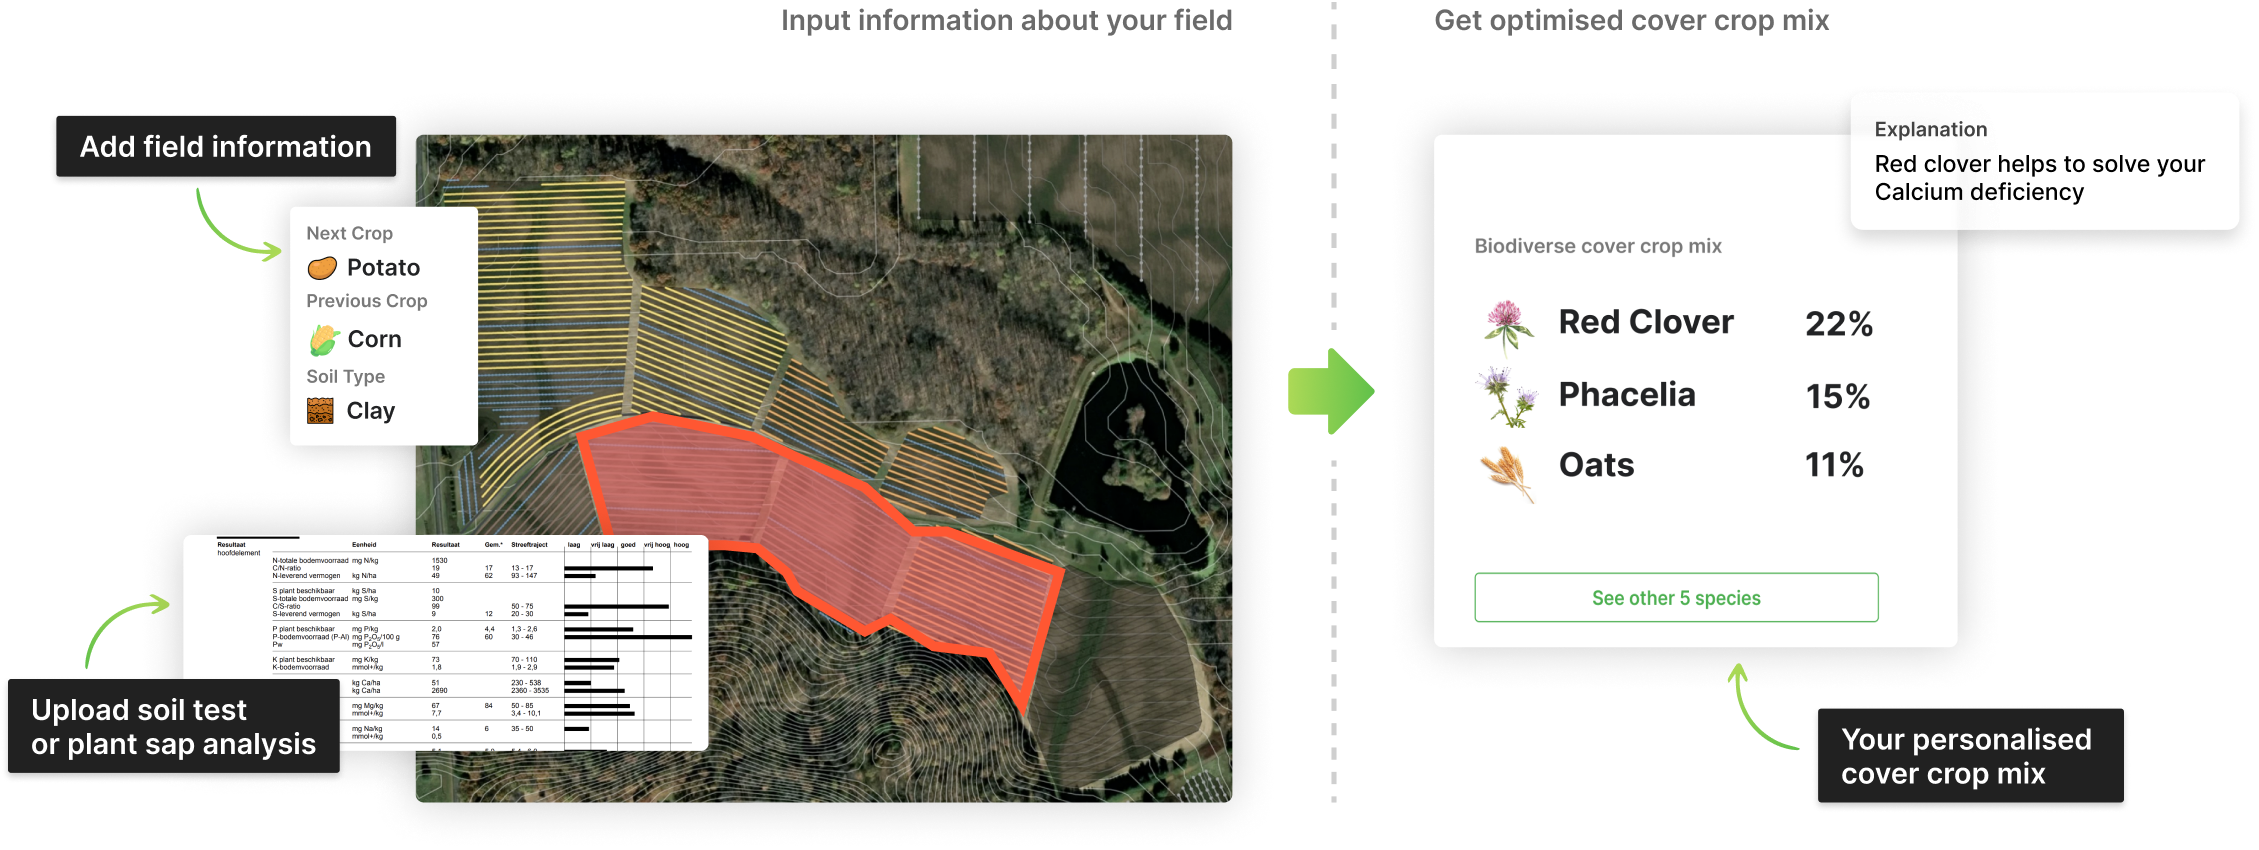 Input information about your field
Get optimised cover crop mix
Add field information
Next Crop
Potato
Previous Crop
Corn
Soil Type
Clay
Resultaat Eenheid Resultaat Gem.* Streeftraject laag vrij laag goed vrij hoog hoog
hoofdelement
N-totale bodemvoorraad mg N/kg 1530
C/N-ratio 19 17 13 - 17
N-leverend vermogen kg N/ha 49 62 93 - 147
S plant beschikbaar kg S/ha 10
S-totale bodemvoorraad mg S/kg 300
C/S-ratio 99 50 - 75
S-leverend vermogen kg S/ha 9 12 20 - 30
P plant beschikbaar mg P/kg 2,0 4,4 1,3 - 2,6
P-bodemvoorraad (P-Al) mg P₂O₅/100 g 76 60 30 - 46
Pw mg P₂O₅/l 57
K plant beschikbaar mg K/kg 73 70 - 110
K-bodemvoorraad mmol+/kg 1,8 1,9 - 2,9
kg Ca/ha 51 230 - 538
kg Ca/ha 2690 2360 - 3535
mg Mg/kg 67 84 50 - 85
mmol+/kg 7,7 3,4 - 10,1
mg Na/kg 14 6 35 - 50
mmol+/kg 0,5
Upload soil test
or plant sap analysis
Explanation
Red clover helps to solve your
Calcium deficiency
Biodiverse cover crop mix
Red Clover 22%
Phacelia 15%
Oats 11%
See other 5 species
Your personalised
cover crop mix